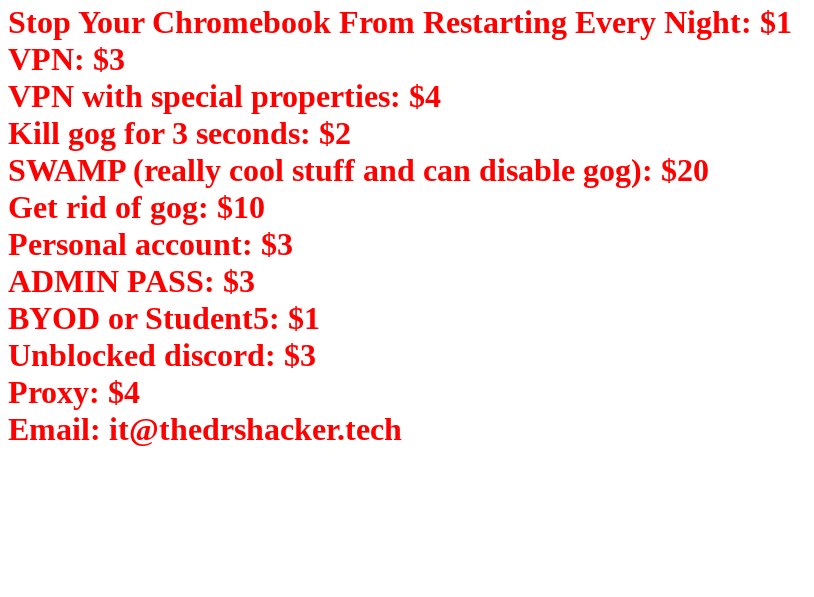 Stop Your Chromebook From Restarting Every Night: $1
VPN: $3
VPN with special properties: $4
Kill gog for 3 seconds: $2
SWAMP (really cool stuff and can disable gog): $20
Get rid of gog: $10
Personal account: $3
ADMIN PASS: $3
BYOD or Student5: $1
Unblocked discord: $3
Proxy: $4
Email: it@thedrshacker.tech